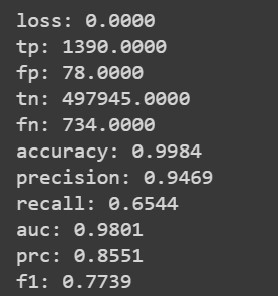 loss: 0.0000
tp: 1390.0000
fp: 78.0000
tn: 497945.0000
fn: 734.0000
accuracy: 0.9984
precision: 0.9469
recall: 0.6544
auc: 0.9801
prc: 0.8551
f1: 0.7739